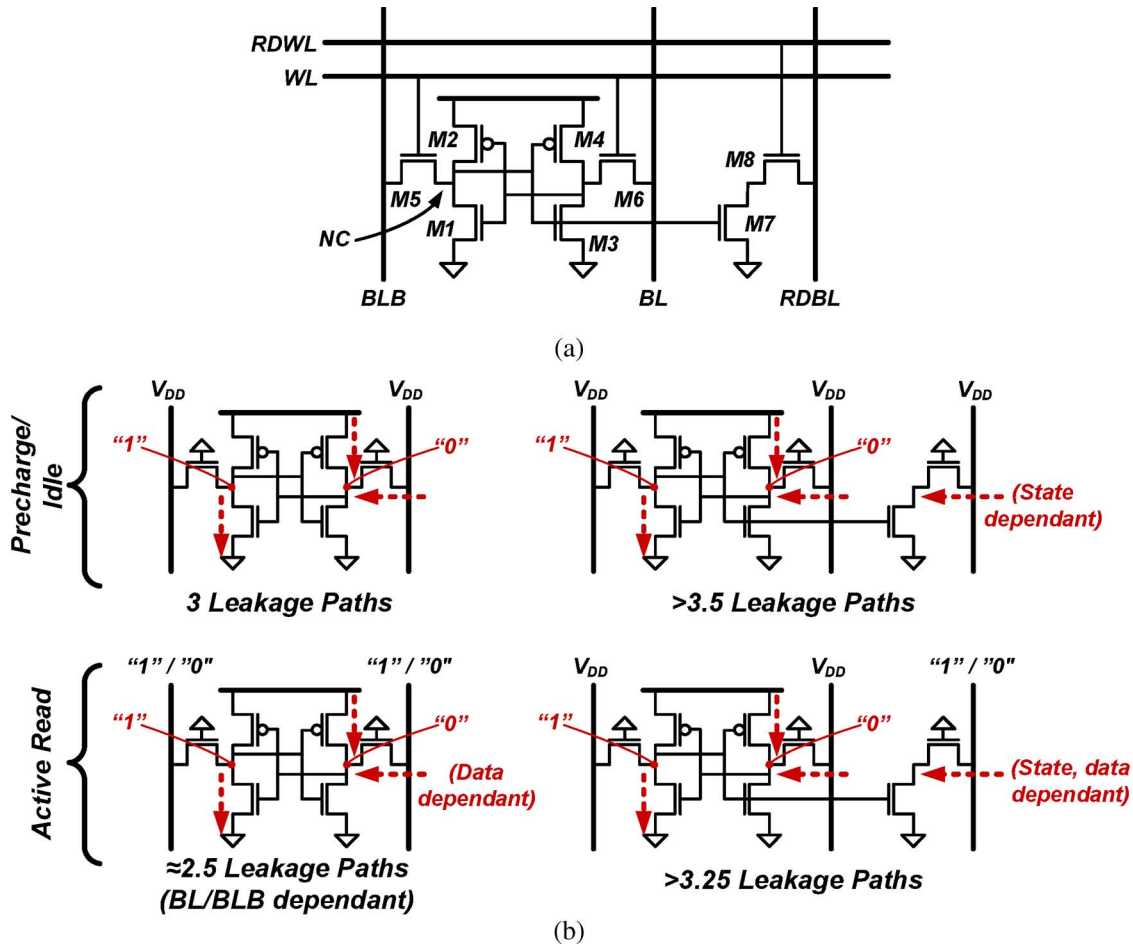 RDWL
WL
M2
M4
M8
M5
M6
M1
M7
NC
M3
BLB
BL
RDBL
(a)
Precharge/
Idle
VDD
VDD
"1"
"0"
3 Leakage Paths
VDD
VDD
VDD
"1"
"0"
(State
dependant)
>3.5 Leakage Paths
Active Read
"1" / "0"
"1" / "0"
"1"
"0"
(Data
dependant)
≈2.5 Leakage Paths
(BL/BLB dependant)
VDD
VDD
"1" / "0"
"1"
"0"
(State, data
dependant)
>3.25 Leakage Paths
(b)